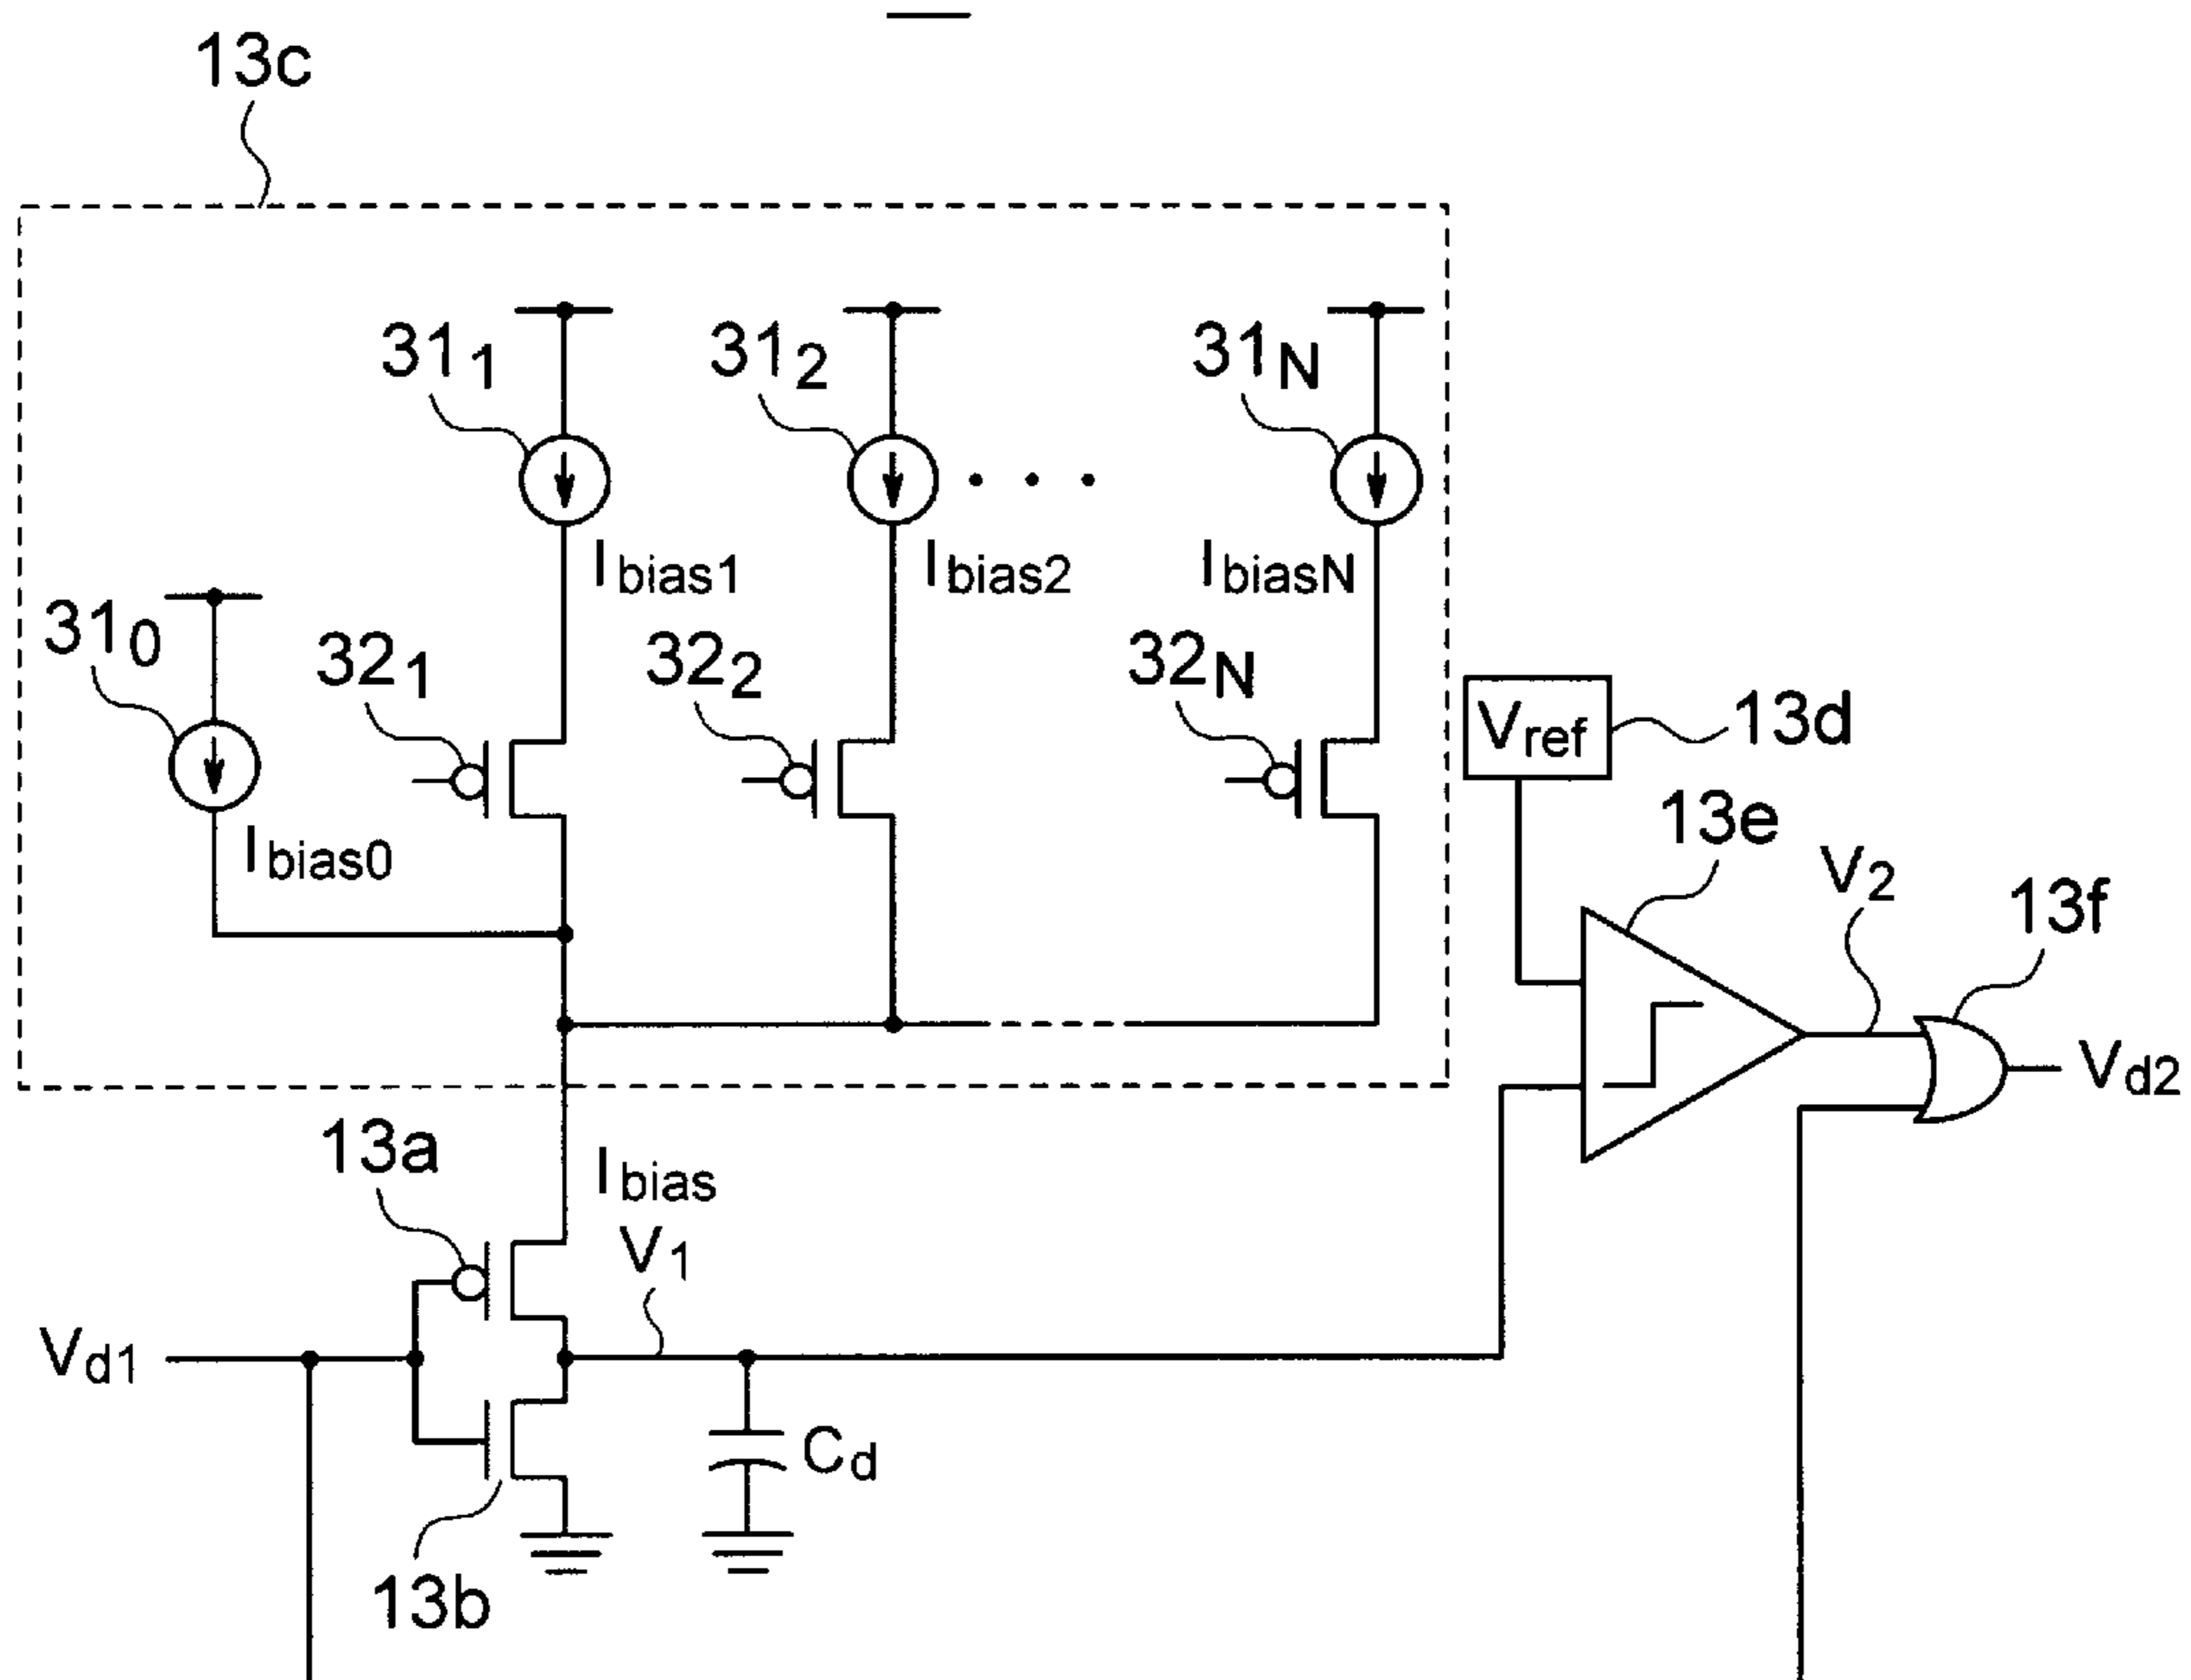 13c
31₁
31₂
31N
Ibias1
Ibias2
IbiasN
31₀
32₁
32₂
32N
Vref
13d
Ibias0
13e
V₂
13f
Vd2
13a
Ibias
V₁
Vd1
Cd
13b